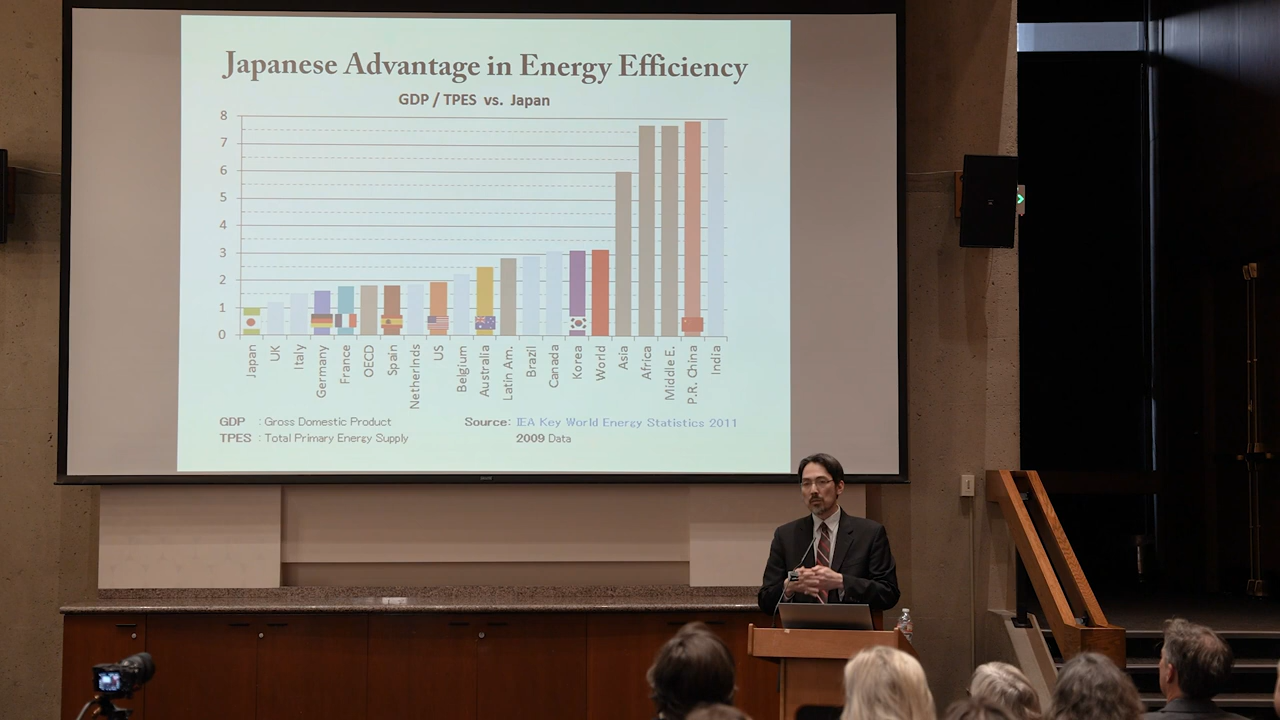 Japanese Advantage in Energy Efficiency
GDP / TPES vs. Japan
8
7
6
5
4
3
2
1
0
Japan
UK
Italy
Germany
France
OECD
Spain
Netherlnds
US
Belgium
Australia
Latin Am.
Brazil
Canada
Korea
World
Asia
Africa
Middle E.
P.R. China
India
GDP : Gross Domestic Product
TPES : Total Primary Energy Supply
Source: IEA Key World Energy Statistics 2011
2009 Data